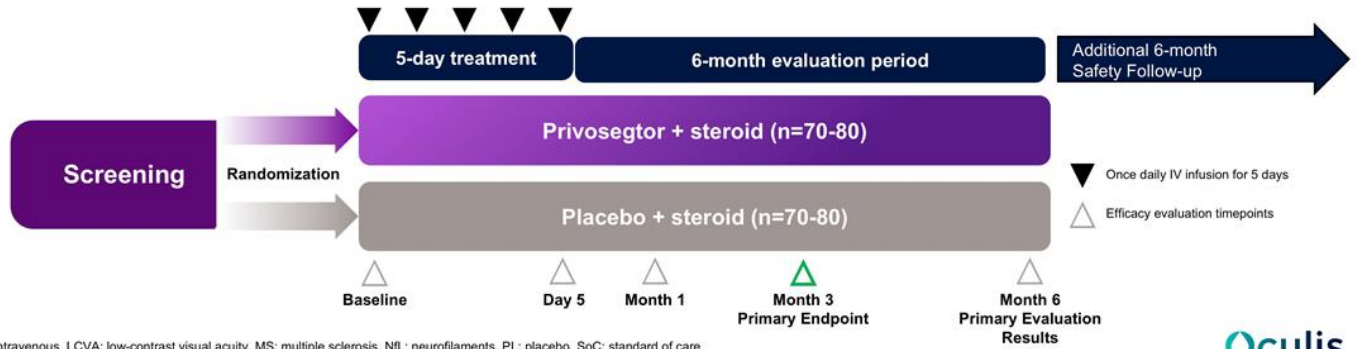 5-day treatment
6-month evaluation period
Additional 6-month
Safety Follow-up
Screening
Randomization
Privosegtor + steroid (n=70-80)
Placebo + steroid (n=70-80)
Once daily IV infusion for 5 days
Efficacy evaluation timepoints
Baseline
Day 5
Month 1
Month 3
Primary Endpoint
Month 6
Primary Evaluation
Results
LCVA: low-contrast visual acuity, MS: multiple sclerosis, NfL: neurofilaments, PL: placebo, SoC: standard of care
Oculis